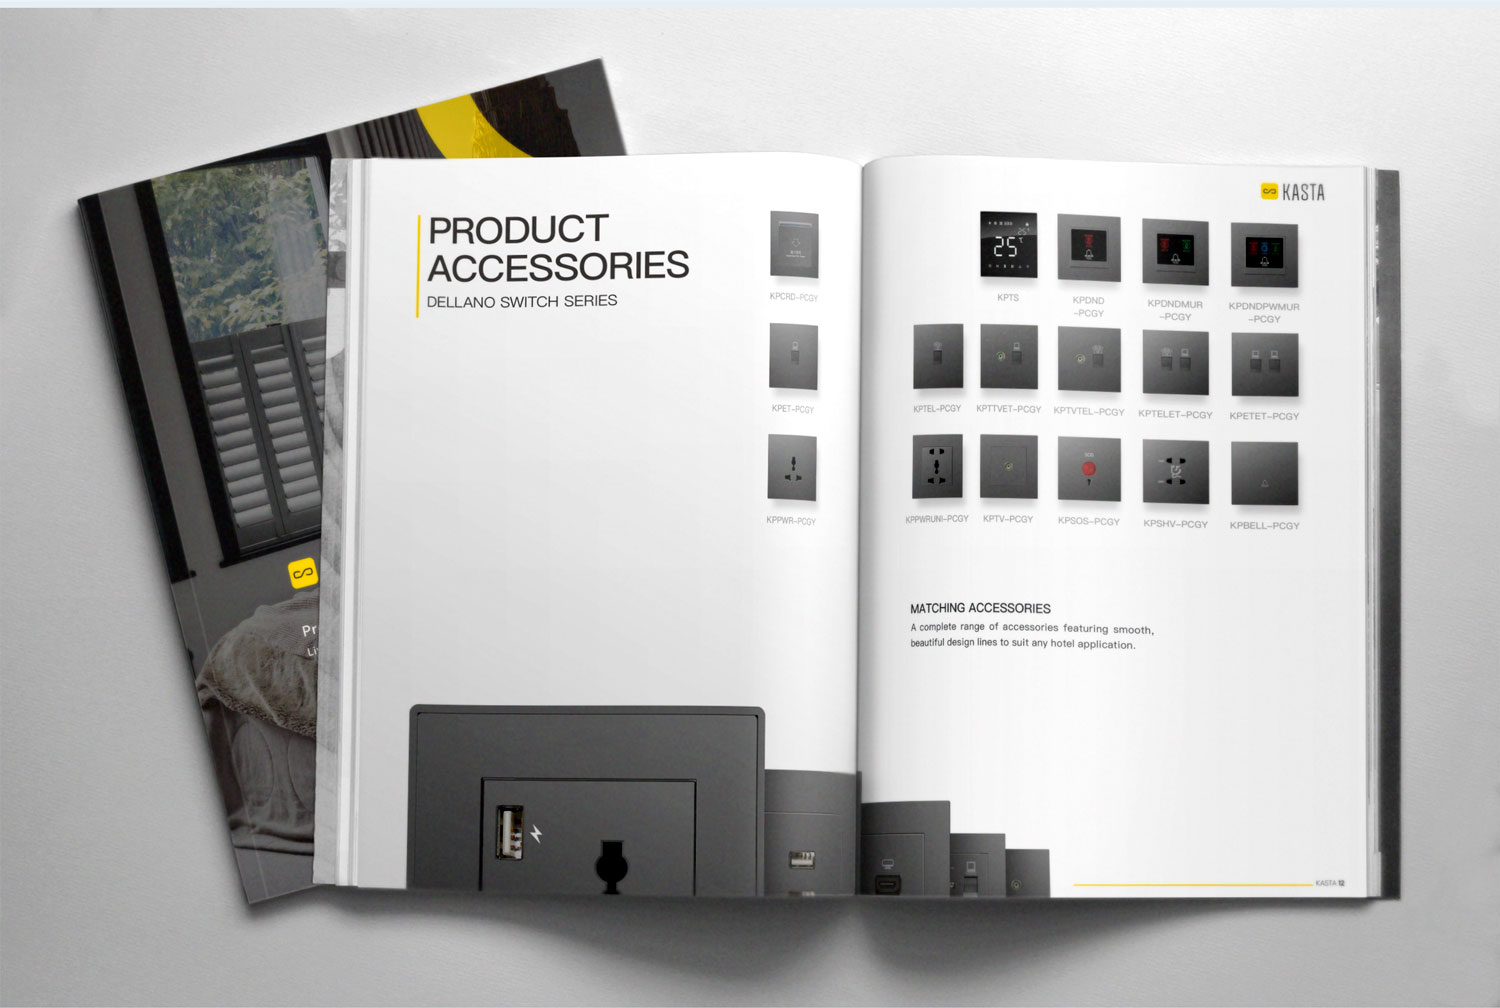 PRODUCT
ACCESSORIES
DELLANO SWITCH SERIES
KPCRD-PCGY
KPET-PCGY
KPPWR-PCGY
KASTA
25
KPTS
KPDND
-PCGY
KPDNDMUR
-PCGY
KPDNDPWMUR
-PCGY
KPTEL-PCGY
KPTTVET-PCGY
KPTVTEL-PCGY
KPTELET-PCGY
KPETET-PCGY
SOS
KPPWRUNI-PCGY
KPTV-PCGY
KPSOS-PCGY
KPSHV-PCGY
KPBELL-PCGY
MATCHING ACCESSORIES
A complete range of accessories featuring smooth,
beautiful design lines to suit any hotel application.
KASTA 12
Pr
Li